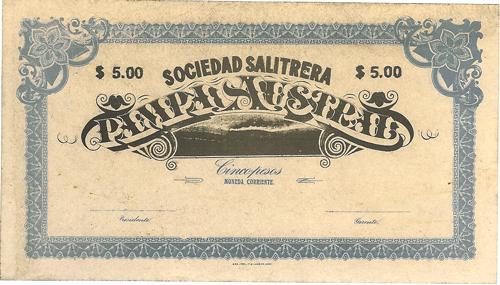 $ 5.00 SOCIEDAD SALITRERA $ 5.00
PAMPA AUSTRAL
Cinco pesos
MONEDA CORRIENTE.
Presidente. Gerente.